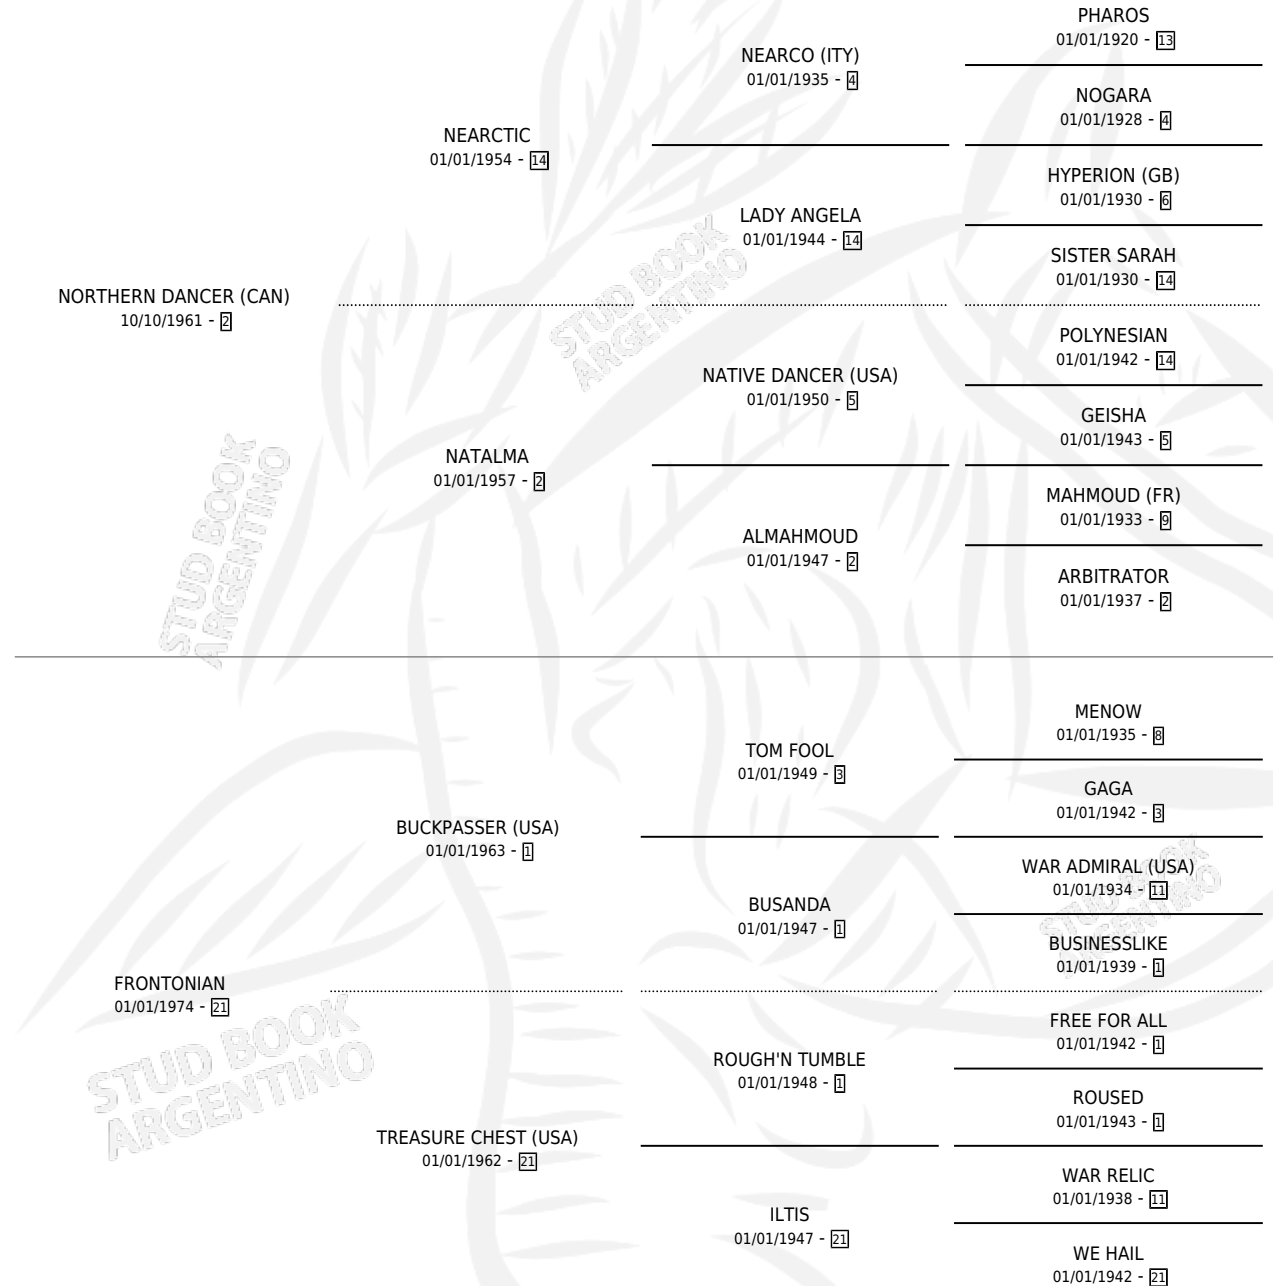 PHAROS
01/01/1920 - 13
NEARCO (ITY)
01/01/1935 - 4
NOGARA
01/01/1928 - 4
NEARCTIC
01/01/1954 - 14
HYPERION (GB)
01/01/1930 - 6
LADY ANGELA
01/01/1944 - 14
SISTER SARAH
01/01/1930 - 14
NORTHERN DANCER (CAN)
10/10/1961 - 2
POLYNESIAN
01/01/1942 - 14
NATIVE DANCER (USA)
01/01/1950 - 5
GEISHA
01/01/1943 - 5
NATALMA
01/01/1957 - 2
MAHMOUD (FR)
01/01/1933 - 9
ALMAHMOUD
01/01/1947 - 2
ARBITRATOR
01/01/1937 - 2
MENOW
01/01/1935 - 8
TOM FOOL
01/01/1949 - 3
GAGA
01/01/1942 - 3
BUCKPASSER (USA)
01/01/1963 - 1
WAR ADMIRAL (USA)
01/01/1934 - 11
BUSANDA
01/01/1947 - 1
BUSINESSLIKE
01/01/1939 - 1
FRONTONIAN
01/01/1974 - 21
FREE FOR ALL
01/01/1942 - 1
ROUGH'N TUMBLE
01/01/1948 - 1
ROUSED
01/01/1943 - 1
TREASURE CHEST (USA)
01/01/1962 - 21
WAR RELIC
01/01/1938 - 11
ILTIS
01/01/1947 - 21
WE HAIL
01/01/1942 - 21
STUD BOOK
ARGENTINO
STUD BOOK
ARGENTINO
STUD BOOK
ARGENTINO
STUD BOOK
ARGENTINO